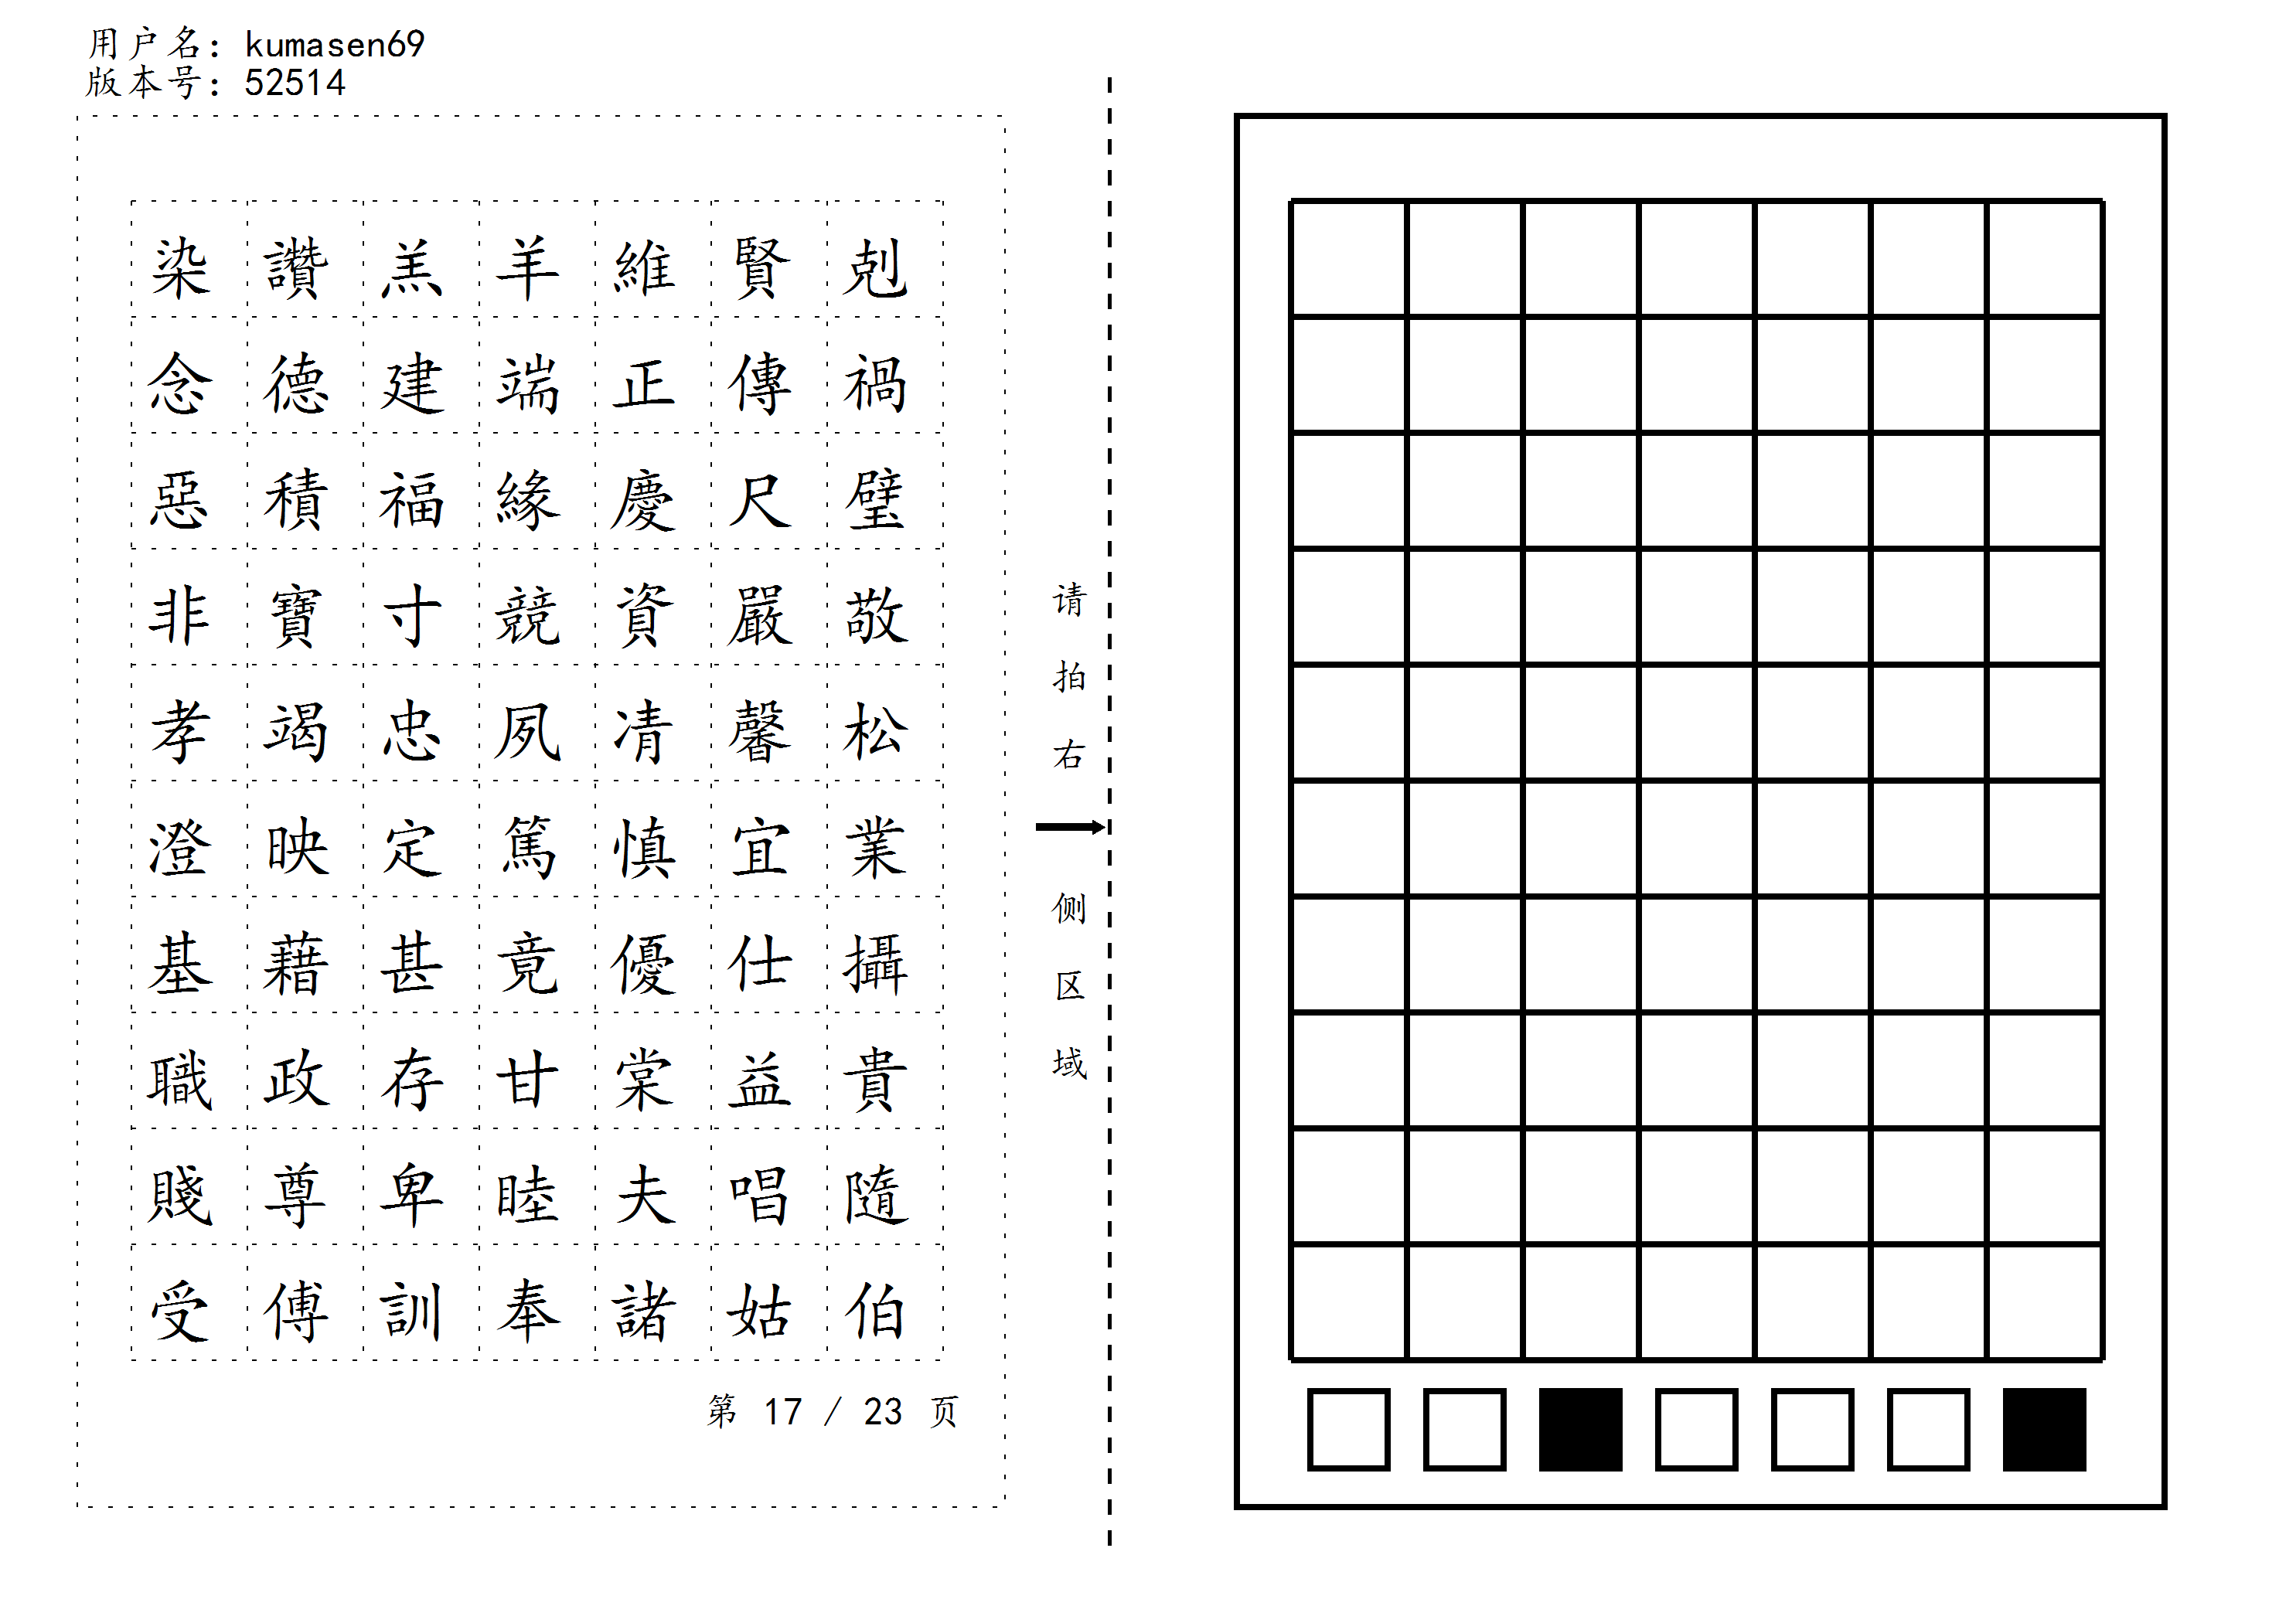 用户名: kumasen69
版本号: 52514
染讚羔羊維賢剋
念德建端正傳禍
惡積福緣慶尺璧
非寶寸競資嚴敬
孝竭忠夙凊馨松
澄映定篤慎宜業
基藉甚竟優仕攝
職政存甘棠益貴
賤尊卑睦夫唱隨
受傅訓奉諸姑伯
第 17 / 23 页
请拍右侧区域